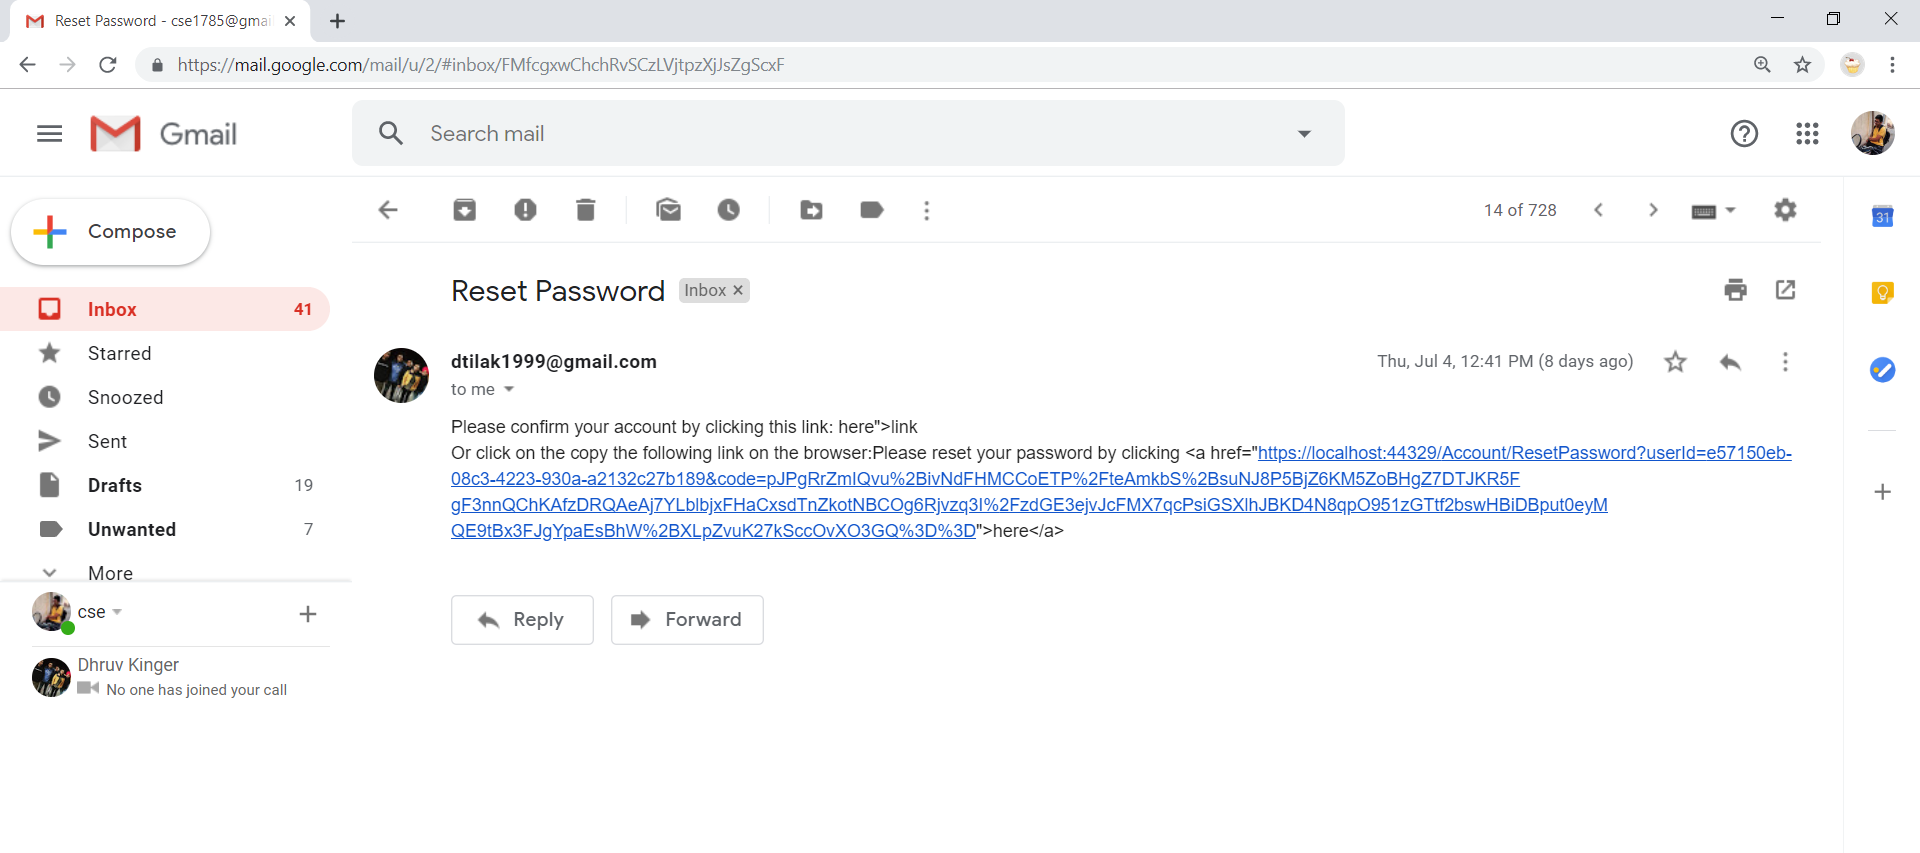 Reset Password - cse1785@gmai
https://mail.google.com/mail/u/2/#inbox/FMfcgxwChchRvSCzLVjtpzXjJsZgScxF
Gmail
Search mail
Compose
14 of 728
31
Reset Password Inbox
Inbox 41
Starred
Snoozed
Sent
Drafts 19
Unwanted 7
More
dtilak1999@gmail.com
Thu, Jul 4, 12:41 PM (8 days ago)
to me
Please confirm your account by clicking this link: here">link
Or click on the copy the following link on the browser:Please reset your password by clicking <a href="https://localhost:44329/Account/ResetPassword?userId=e57150eb-
08c3-4223-930a-a2132c27b189&code=pJPgRrZmIQvu%2BivNdFHMCCoETP%2FteAmkbS%2BsuNJ8P5BjZ6KM5ZoBHgZ7DTJKR5F
gF3nnQChKAfzDRQAeAj7YLblbjxFHaCxsdTnZkotNBCOg6Rjvzq3I%2FzdGE3ejvJcFMX7qcPsiGSXlhJBKD4N8qpO951zGTtf2bswHBiDBput0eyM
QE9tBx3FJgYpaEsBhW%2BXLpZvuK27kSccOvXO3GQ%3D%3D">here</a>
Reply
Forward
cse
Dhruv Kinger
No one has joined your call